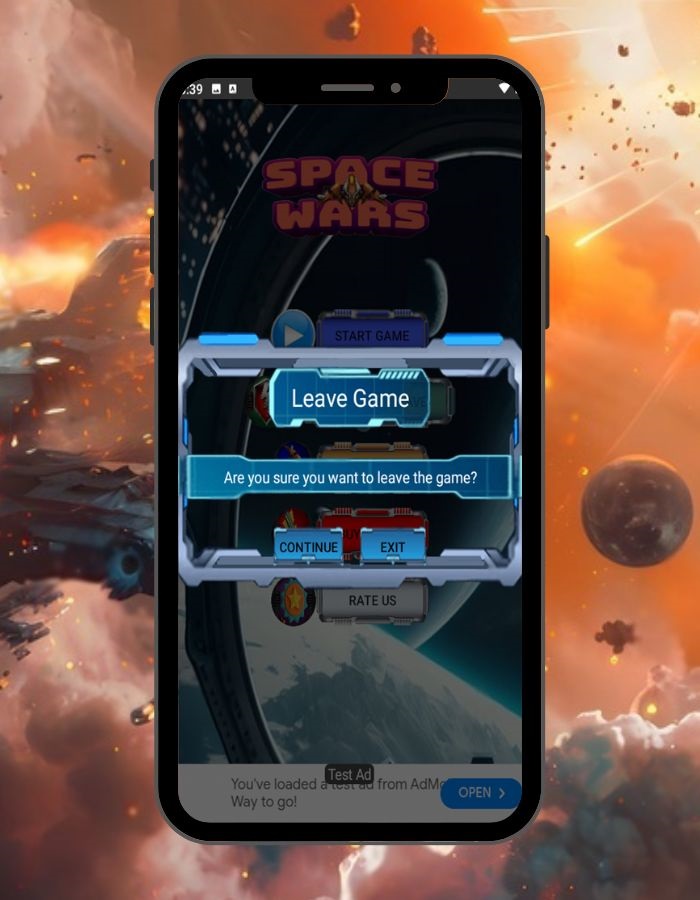 :39
SPACE
WARS
START GAME
Leave Game
Are you sure you want to leave the game?
CONTINUE
EXIT
RATE US
Test Ad
You've loaded a test ad from AdMo
Way to go!
OPEN